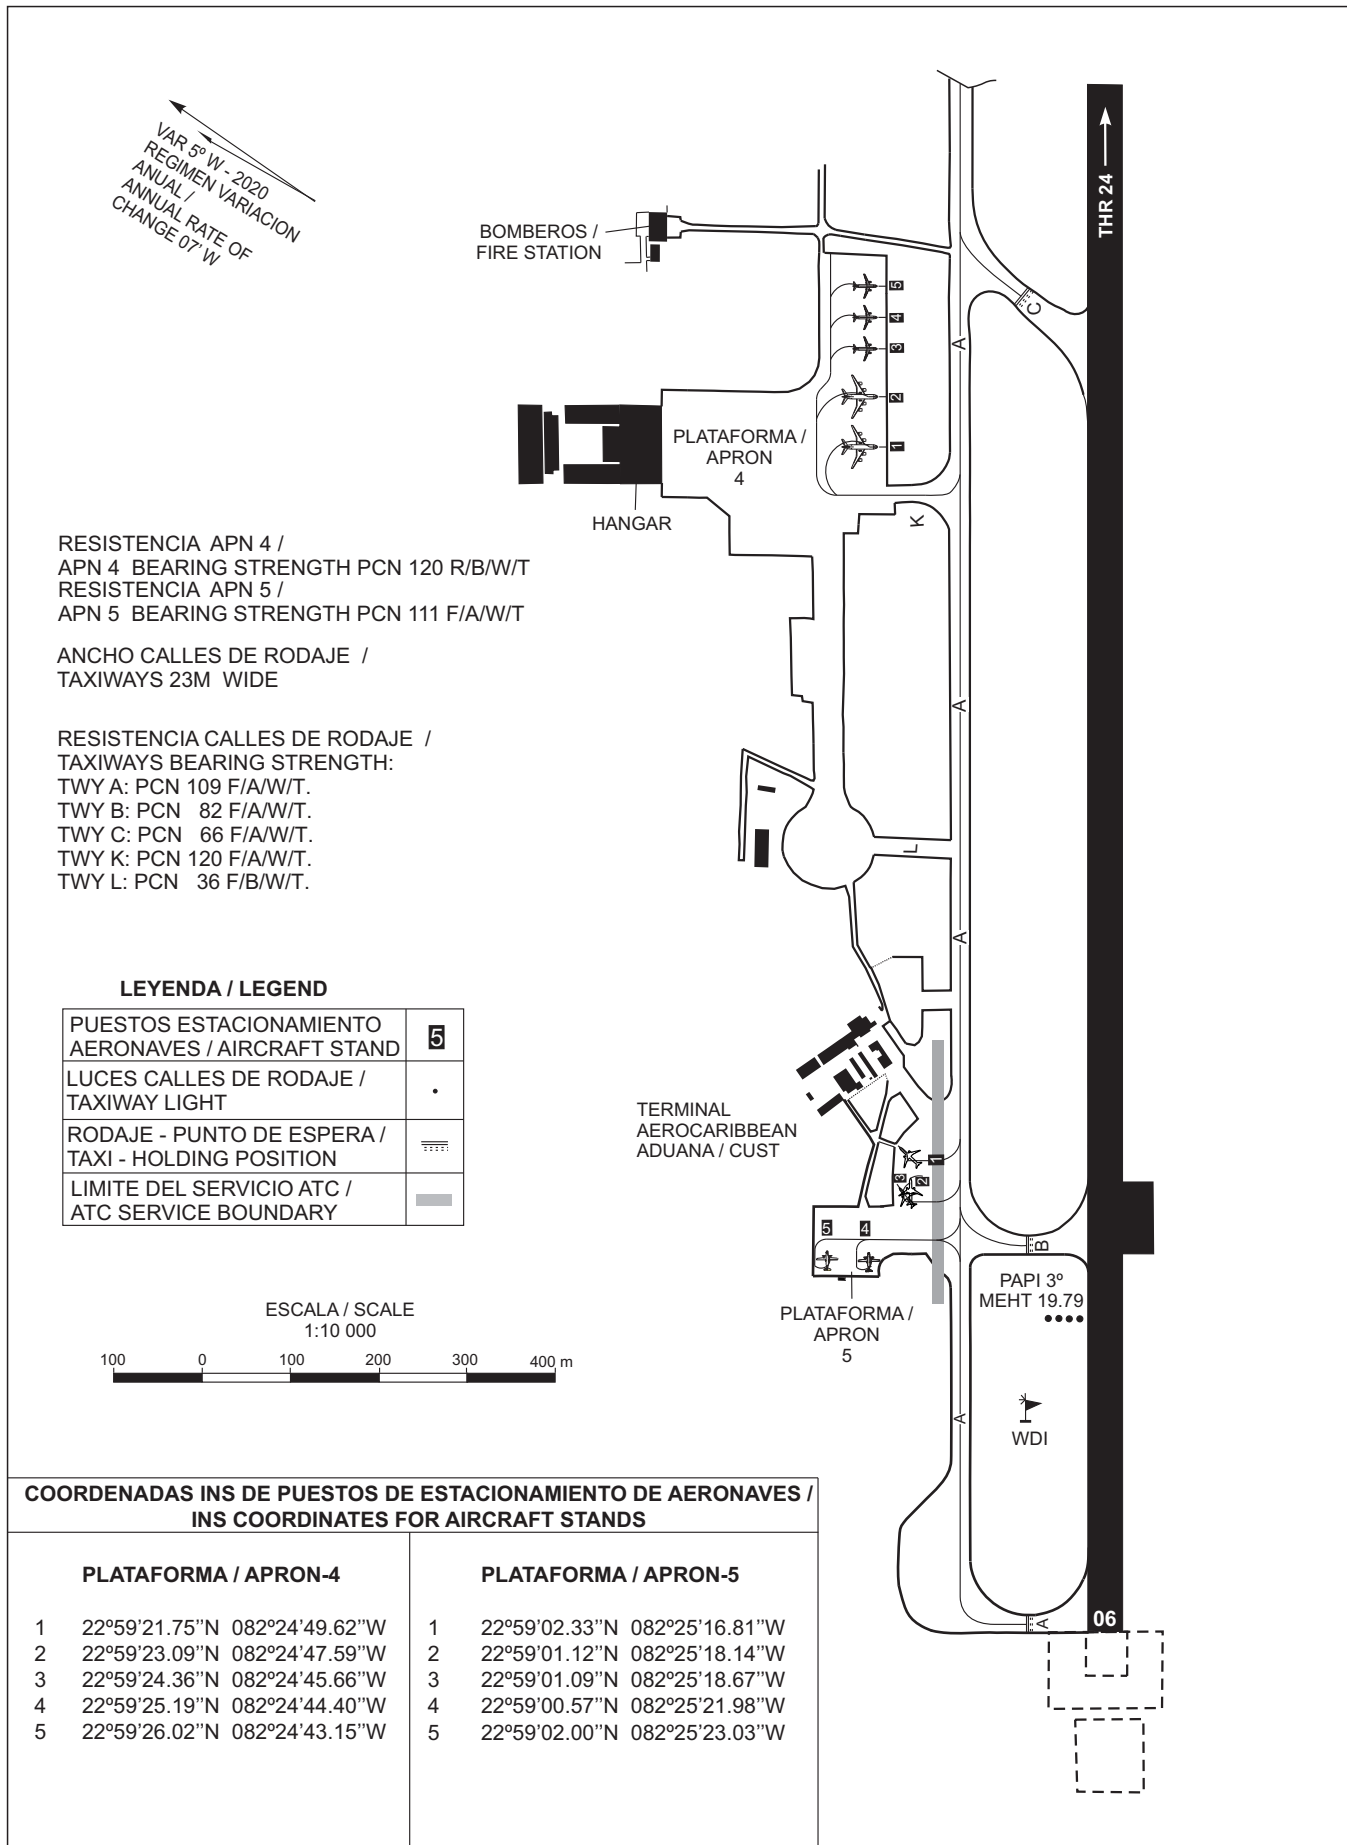 VAR 5º W - 2020
REGIMEN VARIACION
ANUAL /
ANNUAL RATE OF
CHANGE 07' W
BOMBEROS /
FIRE STATION
THR 24
C
5
4
3
2
1
A
PLATAFORMA /
APRON
4
HANGAR
K
RESISTENCIA APN 4 /
APN 4 BEARING STRENGTH PCN 120 R/B/W/T
RESISTENCIA APN 5 /
APN 5 BEARING STRENGTH PCN 111 F/A/W/T
ANCHO CALLES DE RODAJE /
TAXIWAYS 23M WIDE
A
RESISTENCIA CALLES DE RODAJE /
TAXIWAYS BEARING STRENGTH:
TWY A: PCN 109 F/A/W/T.
TWY B: PCN 82 F/A/W/T.
TWY C: PCN 66 F/A/W/T.
TWY K: PCN 120 F/A/W/T.
TWY L: PCN 36 F/B/W/T.
L
A
LEYENDA / LEGEND
PUESTOS ESTACIONAMIENTO
AERONAVES / AIRCRAFT STAND
5
LUCES CALLES DE RODAJE /
TAXIWAY LIGHT
RODAJE - PUNTO DE ESPERA /
TAXI - HOLDING POSITION
LIMITE DEL SERVICIO ATC /
ATC SERVICE BOUNDARY
TERMINAL
AEROCARIBBEAN
ADUANA / CUST
1
3
2
5
4
B
PAPI 3º
MEHT 19.79
PLATAFORMA /
APRON
5
ESCALA / SCALE
1:10 000
100 0 100 200 300 400 m
A
WDI
A
06
COORDENADAS INS DE PUESTOS DE ESTACIONAMIENTO DE AERONAVES /
INS COORDINATES FOR AIRCRAFT STANDS
PLATAFORMA / APRON-4
1 22º59'21.75''N 082º24'49.62''W
2 22º59'23.09''N 082º24'47.59''W
3 22º59'24.36''N 082º24'45.66''W
4 22º59'25.19''N 082º24'44.40''W
5 22º59'26.02''N 082º24'43.15''W
PLATAFORMA / APRON-5
1 22º59'02.33''N 082º25'16.81''W
2 22º59'01.12''N 082º25'18.14''W
3 22º59'01.09''N 082º25'18.67''W
4 22º59'00.57''N 082º25'21.98''W
5 22º59'02.00''N 082º25'23.03''W